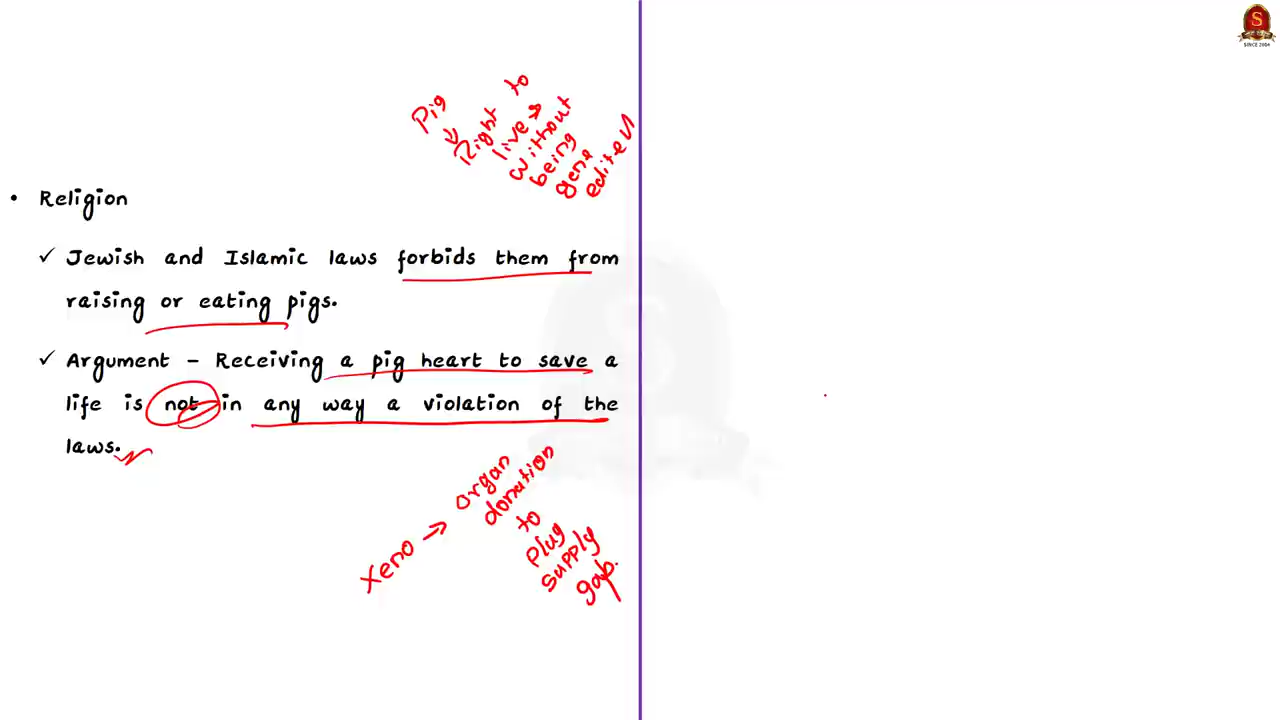 S
SINCE 2004
Pig
Right to
live &
without
being
gene
edited
• Religion
✓ Jewish and Islamic laws forbids them from
raising or eating pigs.
✓ Argument – Receiving a pig heart to save a
life is not in any way a violation of the
laws.
Xeno → organ
donation
to
plug
supply
gap.